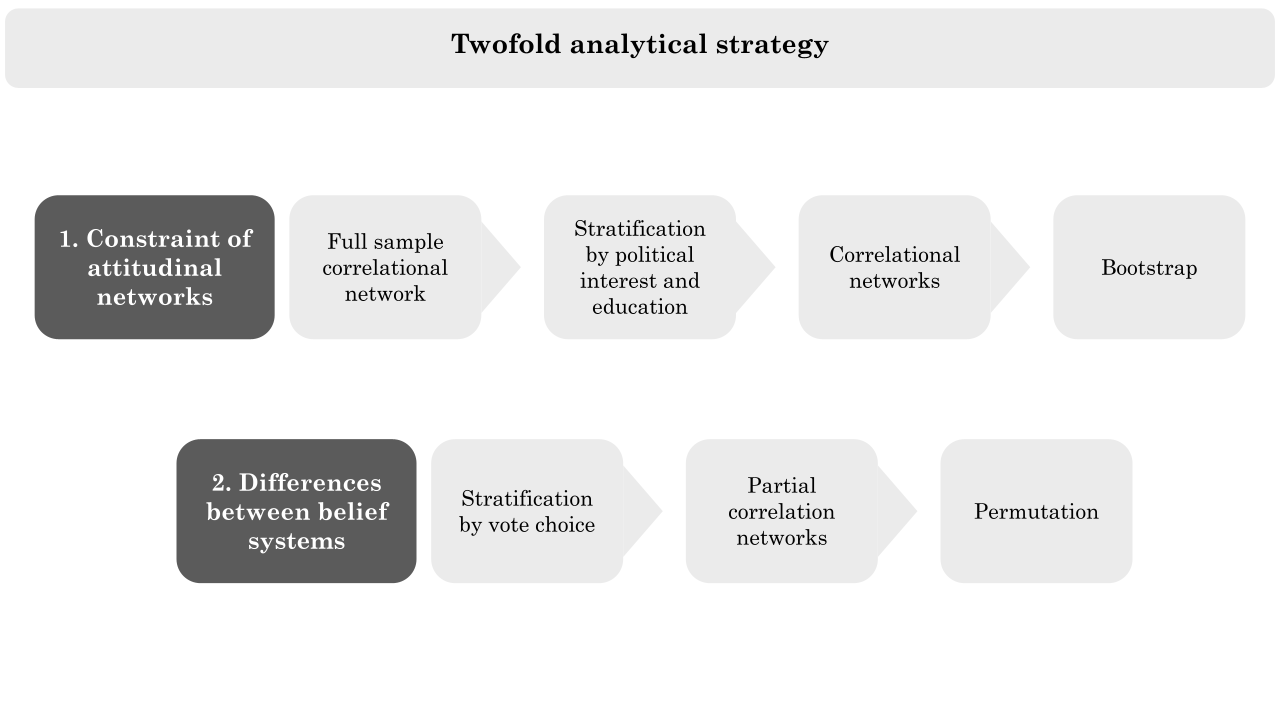 Twofold analytical strategy
1. Constraint of
attitudinal
networks
Full sample
correlational
network
Stratification
by political
interest and
education
Correlational
networks
Bootstrap
2. Differences
between belief
systems
Stratification
by vote choice
Partial
correlation
networks
Permutation